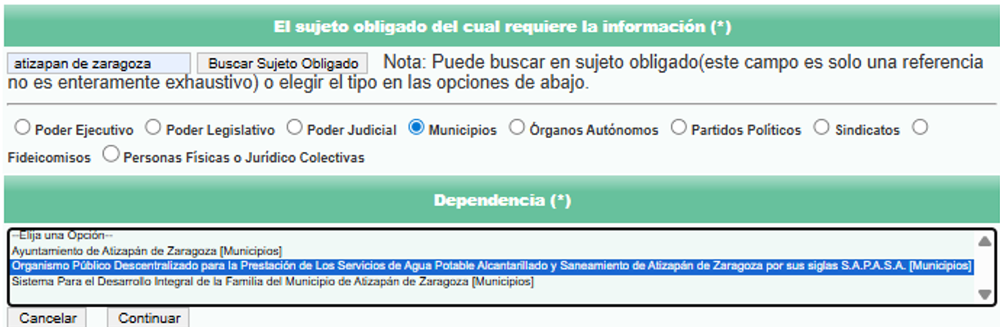 El sujeto obligado del cual requiere la información (*)
atizapan de zaragoza Buscar Sujeto Obligado Nota: Puede buscar en sujeto obligado(este campo es solo una referencia
no es enteramente exhaustivo) o elegir el tipo en las opciones de abajo.
Poder Ejecutivo Poder Legislativo Poder Judicial Municipios Órganos Autónomos Partidos Políticos Sindicatos
Fideicomisos Personas Físicas o Jurídico Colectivas
Dependencia (*)
--Elija una Opción--
Ayuntamiento de Atizapán de Zaragoza [Municipios]
Organismo Público Descentralizado para la Prestación de Los Servicios de Agua Potable Alcantarillado y Saneamiento de Atizapán de Zaragoza por sus siglas S.A.P.A.S.A. [Municipios]
Sistema Para el Desarrollo Integral de la Familia del Municipio de Atizapán de Zaragoza [Municipios]
Cancelar Continuar